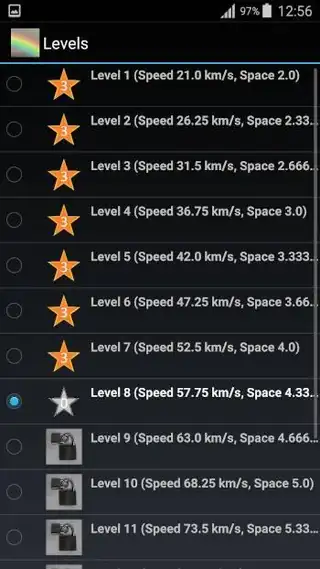 97% 12:56
Levels
3 Level 1 (Speed 21.0 km/s, Space 2.0)
3 Level 2 (Speed 26.25 km/s, Space 2.33...
3 Level 3 (Speed 31.5 km/s, Space 2.666...
3 Level 4 (Speed 36.75 km/s, Space 3.0)
3 Level 5 (Speed 42.0 km/s, Space 3.333...
3 Level 6 (Speed 47.25 km/s, Space 3.66...
3 Level 7 (Speed 52.5 km/s, Space 4.0)
0 Level 8 (Speed 57.75 km/s, Space 4.33...
Level 9 (Speed 63.0 km/s, Space 4.666...
Level 10 (Speed 68.25 km/s, Space 5.0)
Level 11 (Speed 73.5 km/s, Space 5.33...